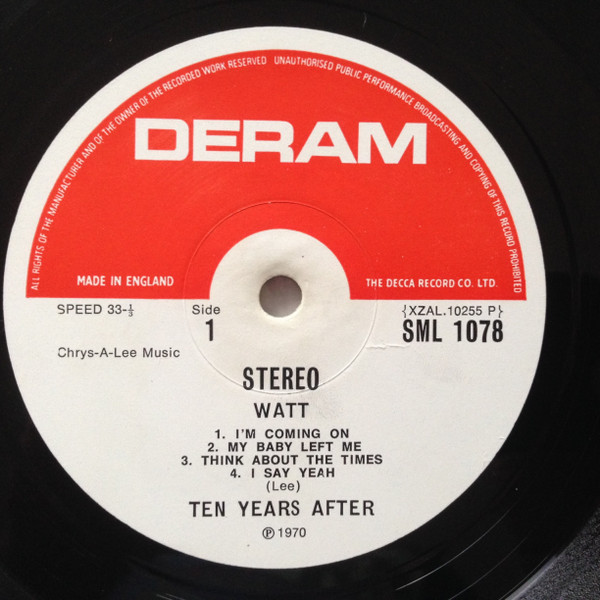 ALL RIGHTS OF THE MANUFACTURER AND OF THE OWNER OF THE RECORDED WORK RESERVED UNAUTHORISED PUBLIC PERFORMANCE BROADCASTING AND COPYING OF THIS RECORD PROHIBITED
DERAM
MADE IN ENGLAND THE DECCA RECORD CO. LTD.
SPEED 33-⅓ Side {XZAL.10255 P}
1 SML 1078
Chrys-A-Lee Music
STEREO
WATT
1. I'M COMING ON
2. MY BABY LEFT ME
3. THINK ABOUT THE TIMES
4. I SAY YEAH
(Lee)
TEN YEARS AFTER
℗ 1970